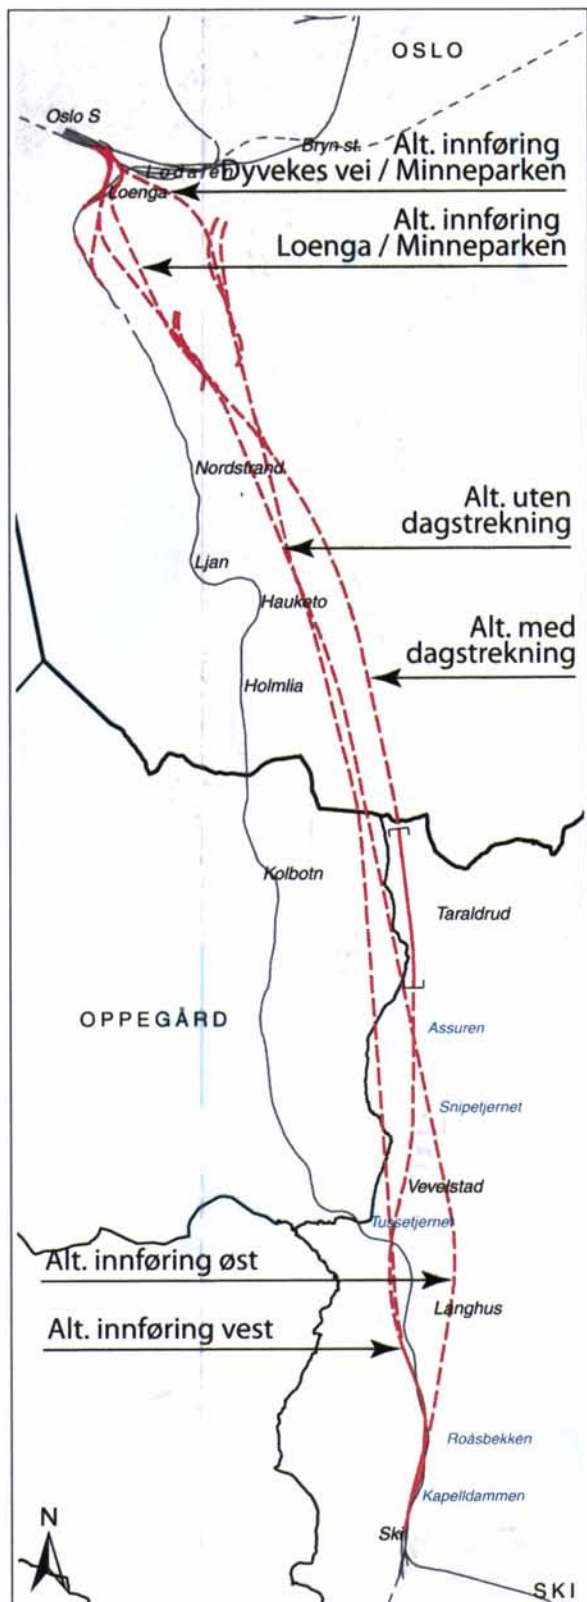 OSLO
Oslo S
Bryn st.
Alt. innføring
Lodalen
Dyvekes vei / Minneparken
Loenga
Alt. innføring
Loenga / Minneparken
Nordstrand
Alt. uten
dagstrekning
Ljan
Hauketo
Alt. med
dagstrekning
Holmlia
Kolbotn
Taraldrud
OPPEGÅRD
Assuren
Snipetjernet
Vevelstad
Tussetjernet
Alt. innføring øst
Langhus
Alt. innføring vest
Roåsbekken
Kapelldammen
N
Ski
SKI